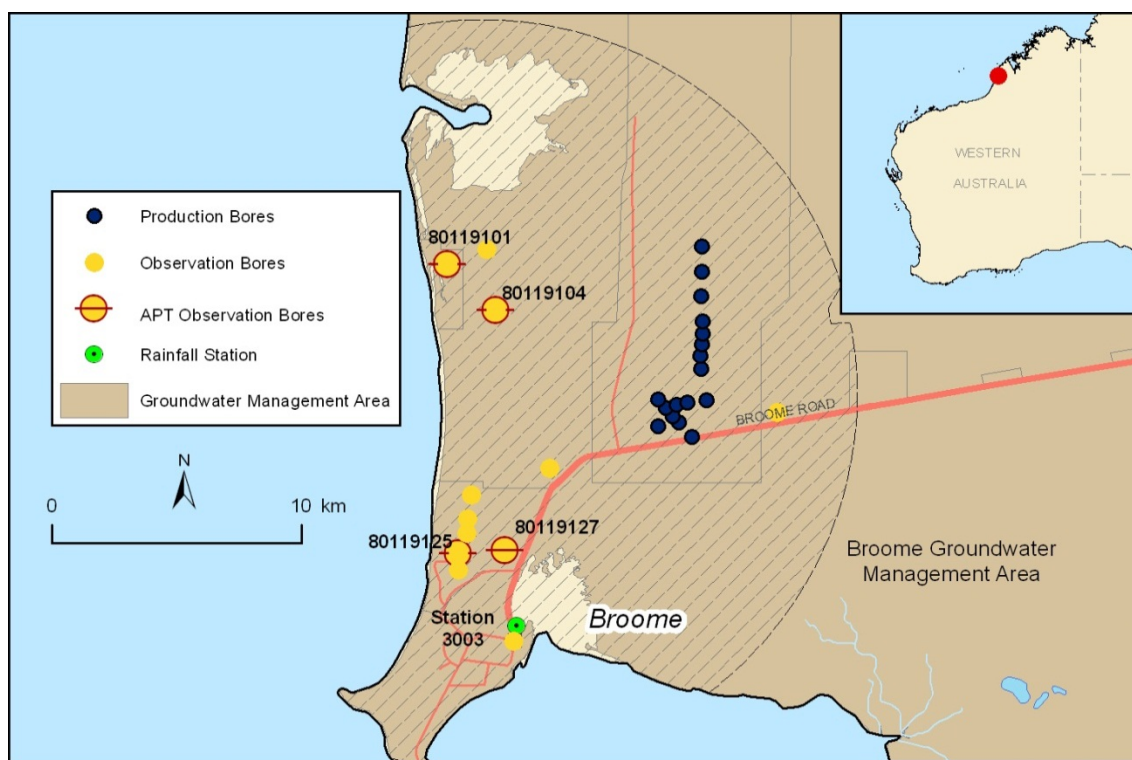 WESTERN
AUSTRALIA
Production Bores
Observation Bores
APT Observation Bores
Rainfall Station
Groundwater Management Area
80119101
80119104
BROOME ROAD
N
0 10 km
80119127
80119125
Broome Groundwater
Management Area
Station
3003
Broome